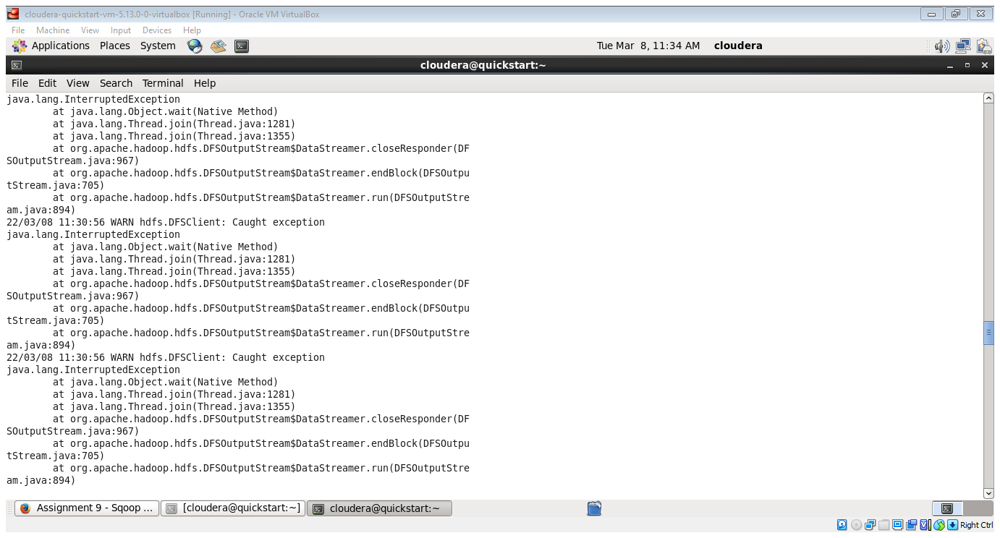 cloudera-quickstart-vm-5.13.0-0-virtualbox [Running] - Oracle VM VirtualBox
File Machine View Input Devices Help
Applications Places System Tue Mar 8, 11:34 AM cloudera
cloudera@quickstart:~
File Edit View Search Terminal Help
java.lang.InterruptedException
        at java.lang.Object.wait(Native Method)
        at java.lang.Thread.join(Thread.java:1281)
        at java.lang.Thread.join(Thread.java:1355)
        at org.apache.hadoop.hdfs.DFSOutputStream$DataStreamer.closeResponder(DF
SOutputStream.java:967)
        at org.apache.hadoop.hdfs.DFSOutputStream$DataStreamer.endBlock(DFSOutpu
tStream.java:705)
        at org.apache.hadoop.hdfs.DFSOutputStream$DataStreamer.run(DFSOutputStre
am.java:894)
22/03/08 11:30:56 WARN hdfs.DFSClient: Caught exception
java.lang.InterruptedException
        at java.lang.Object.wait(Native Method)
        at java.lang.Thread.join(Thread.java:1281)
        at java.lang.Thread.join(Thread.java:1355)
        at org.apache.hadoop.hdfs.DFSOutputStream$DataStreamer.closeResponder(DF
SOutputStream.java:967)
        at org.apache.hadoop.hdfs.DFSOutputStream$DataStreamer.endBlock(DFSOutpu
tStream.java:705)
        at org.apache.hadoop.hdfs.DFSOutputStream$DataStreamer.run(DFSOutputStre
am.java:894)
22/03/08 11:30:56 WARN hdfs.DFSClient: Caught exception
java.lang.InterruptedException
        at java.lang.Object.wait(Native Method)
        at java.lang.Thread.join(Thread.java:1281)
        at java.lang.Thread.join(Thread.java:1355)
        at org.apache.hadoop.hdfs.DFSOutputStream$DataStreamer.closeResponder(DF
SOutputStream.java:967)
        at org.apache.hadoop.hdfs.DFSOutputStream$DataStreamer.endBlock(DFSOutpu
tStream.java:705)
        at org.apache.hadoop.hdfs.DFSOutputStream$DataStreamer.run(DFSOutputStre
am.java:894)
Assignment 9 - Sqoop ... [cloudera@quickstart:~] cloudera@quickstart:~
Right Ctrl